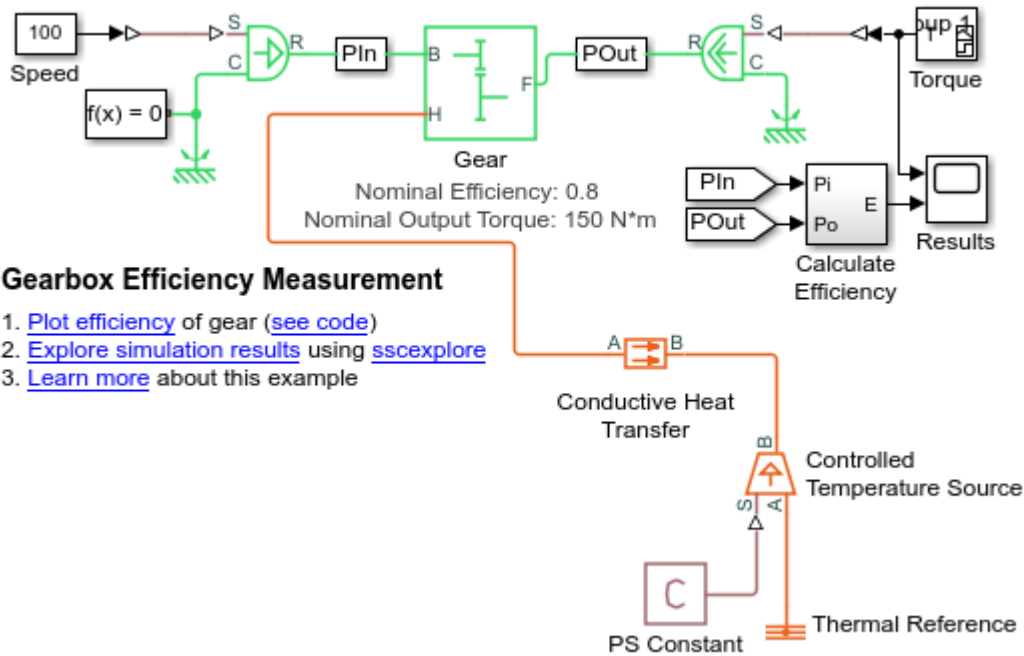 100
Speed
S
C
R
PIn
f(x) = 0
B
H
F
Gear
POut
R
S
C
oup 1
Torque
Nominal Efficiency: 0.8
Nominal Output Torque: 150 N*m
PIn
POut
Pi
Po
E
Calculate
Efficiency
Results
Gearbox Efficiency Measurement
1. Plot efficiency of gear (see code)
2. Explore simulation results using sscexplore
3. Learn more about this example
A
B
Conductive Heat
Transfer
B
S
A
Controlled
Temperature Source
C
PS Constant
Thermal Reference